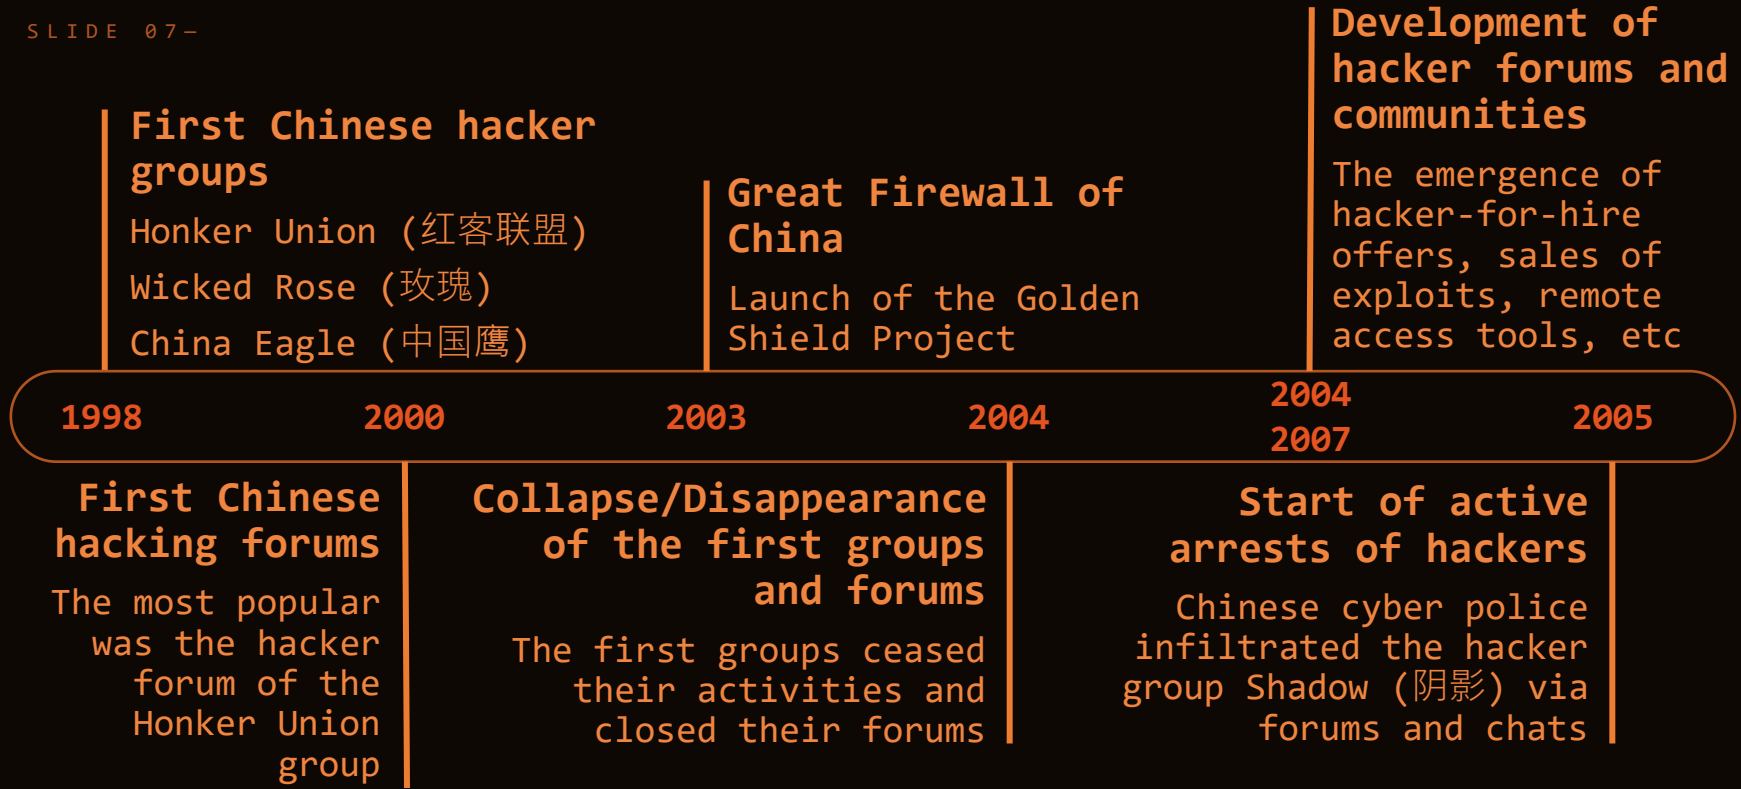 SLIDE 07—
First Chinese hacker
groups
Honker Union (红客联盟)
Wicked Rose (玫瑰)
China Eagle (中国鹰)
Great Firewall of
China
Launch of the Golden
Shield Project
Development of
hacker forums and
communities
The emergence of
hacker-for-hire
offers, sales of
exploits, remote
access tools, etc
1998
2000
2003
2004
2004
2007
2005
First Chinese
hacking forums
The most popular
was the hacker
forum of the
Honker Union
group
Collapse/Disappearance
of the first groups
and forums
The first groups ceased
their activities and
closed their forums
Start of active
arrests of hackers
Chinese cyber police
infiltrated the hacker
group Shadow (阴影) via
forums and chats